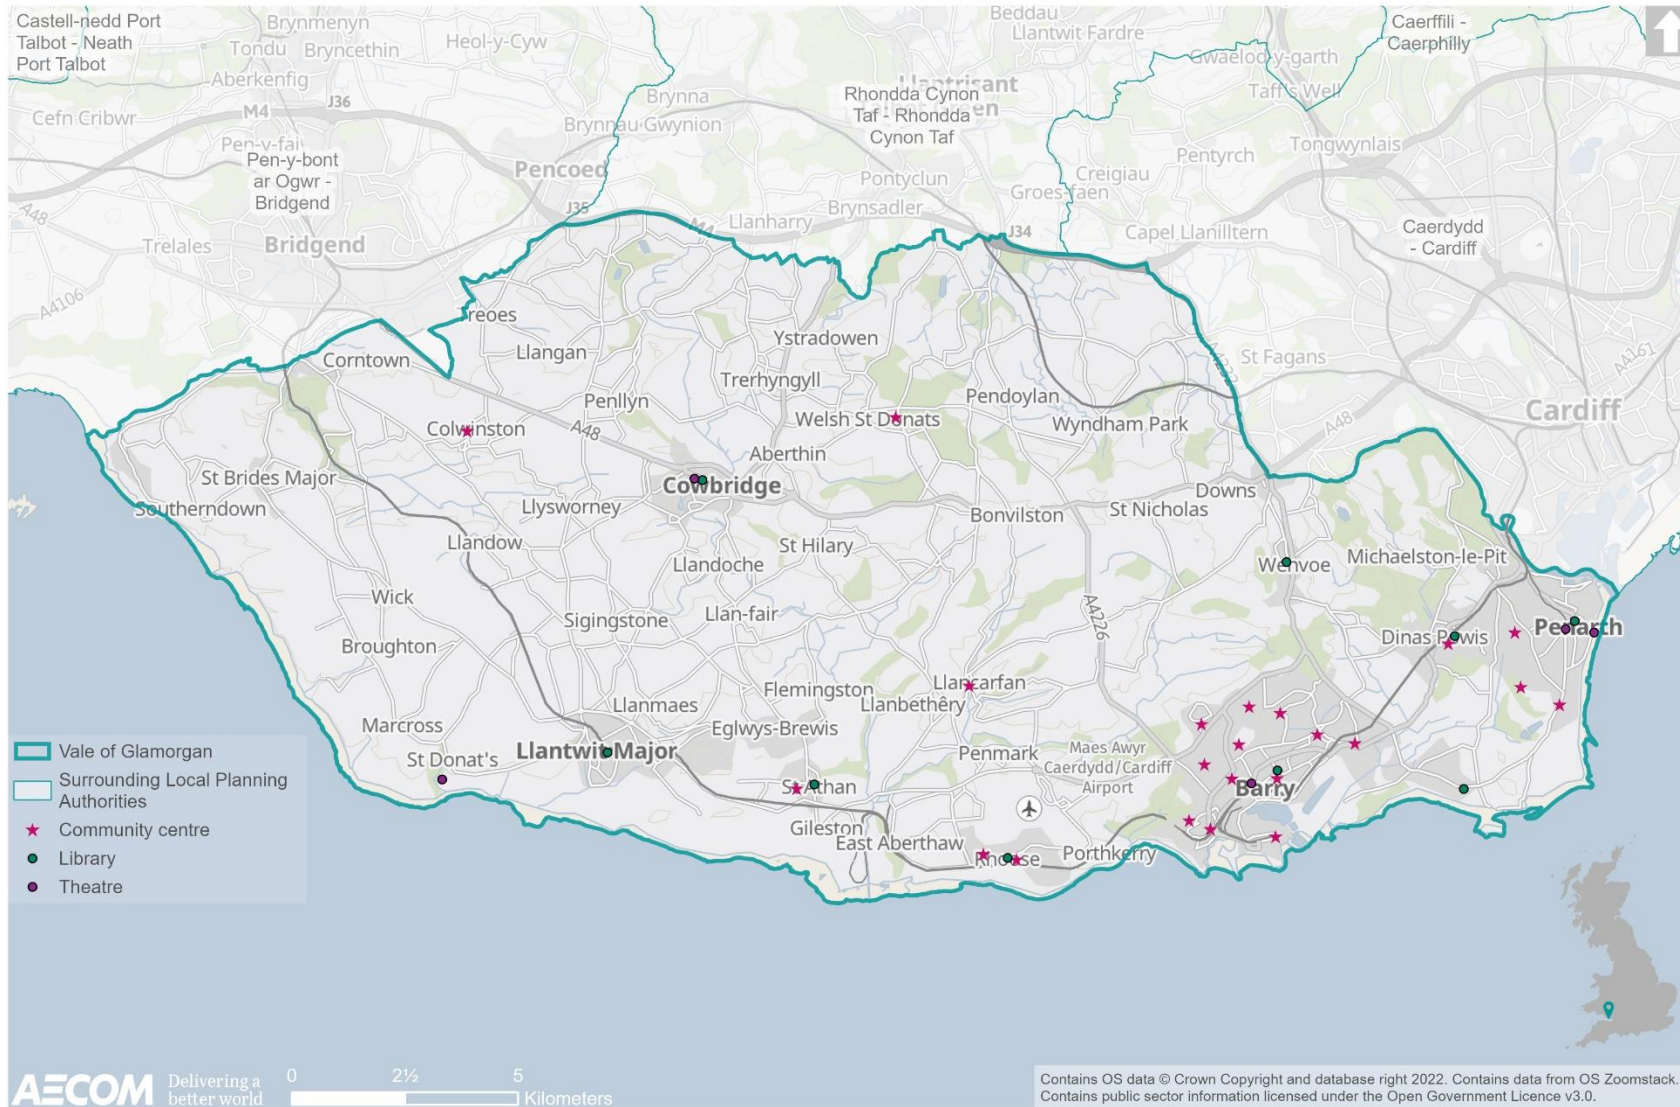 Castell-nedd Port
Talbot - Neath
Port Talbot
Brynmenyn
Tondu
Bryncethin
Heol-y-Cyw
Aberkenfig
Beddau
Llantwit Fardre
Caerffili -
Caerphilly
Gwaelod-y-garth
Taff's Well
Llantrisant
Rhondda Cynon
Taf - Rhondda
Cynon Taf
Brynna
J36
M4
Cefn Cribwr
Brynnau Gwynion
Pen-y-fai
Pen-y-bont
ar Ogwr -
Bridgend
Pencoed
Tongwynlais
Pentyrch
Creigiau
Groes-faen
Pontyclun
Brynsadler
A48
J35
Llanharry
J34
Capel Llanilltern
Caerdydd
- Cardiff
Trelales
Bridgend
A4106
Ystradowen
Llangan
Corntown
St Fagans
A4232
Trerhyngyll
Penllyn
Pendoylan
Cardiff
Colwinston
A48
Welsh St Donats
Wyndham Park
A48
Aberthin
St Brides Major
Cowbridge
Downs
Southerndown
Llysworney
Bonvilston
St Nicholas
Llandow
St Hilary
Llandoche
Wenvoe
Michaelston-le-Pit
Wick
Llan-fair
Sigingstone
A4226
Broughton
Dinas Powis
Penarth
Flemingston
Llancarfan
Llanbethêry
Llanmaes
Marcross
Eglwys-Brewis
St Donat's
Llantwit Major
Penmark
Maes Awyr
Caerdydd/Cardiff
Airport
St Athan
Barry
Gileston
East Aberthaw
Rhoose
Porthkerry
Vale of Glamorgan
Surrounding Local Planning
Authorities
Community centre
Library
Theatre
AECOM
Delivering a
better world
0 2½ 5
Kilometers
Contains OS data © Crown Copyright and database right 2022. Contains data from OS Zoomstack.
Contains public sector information licensed under the Open Government Licence v3.0.